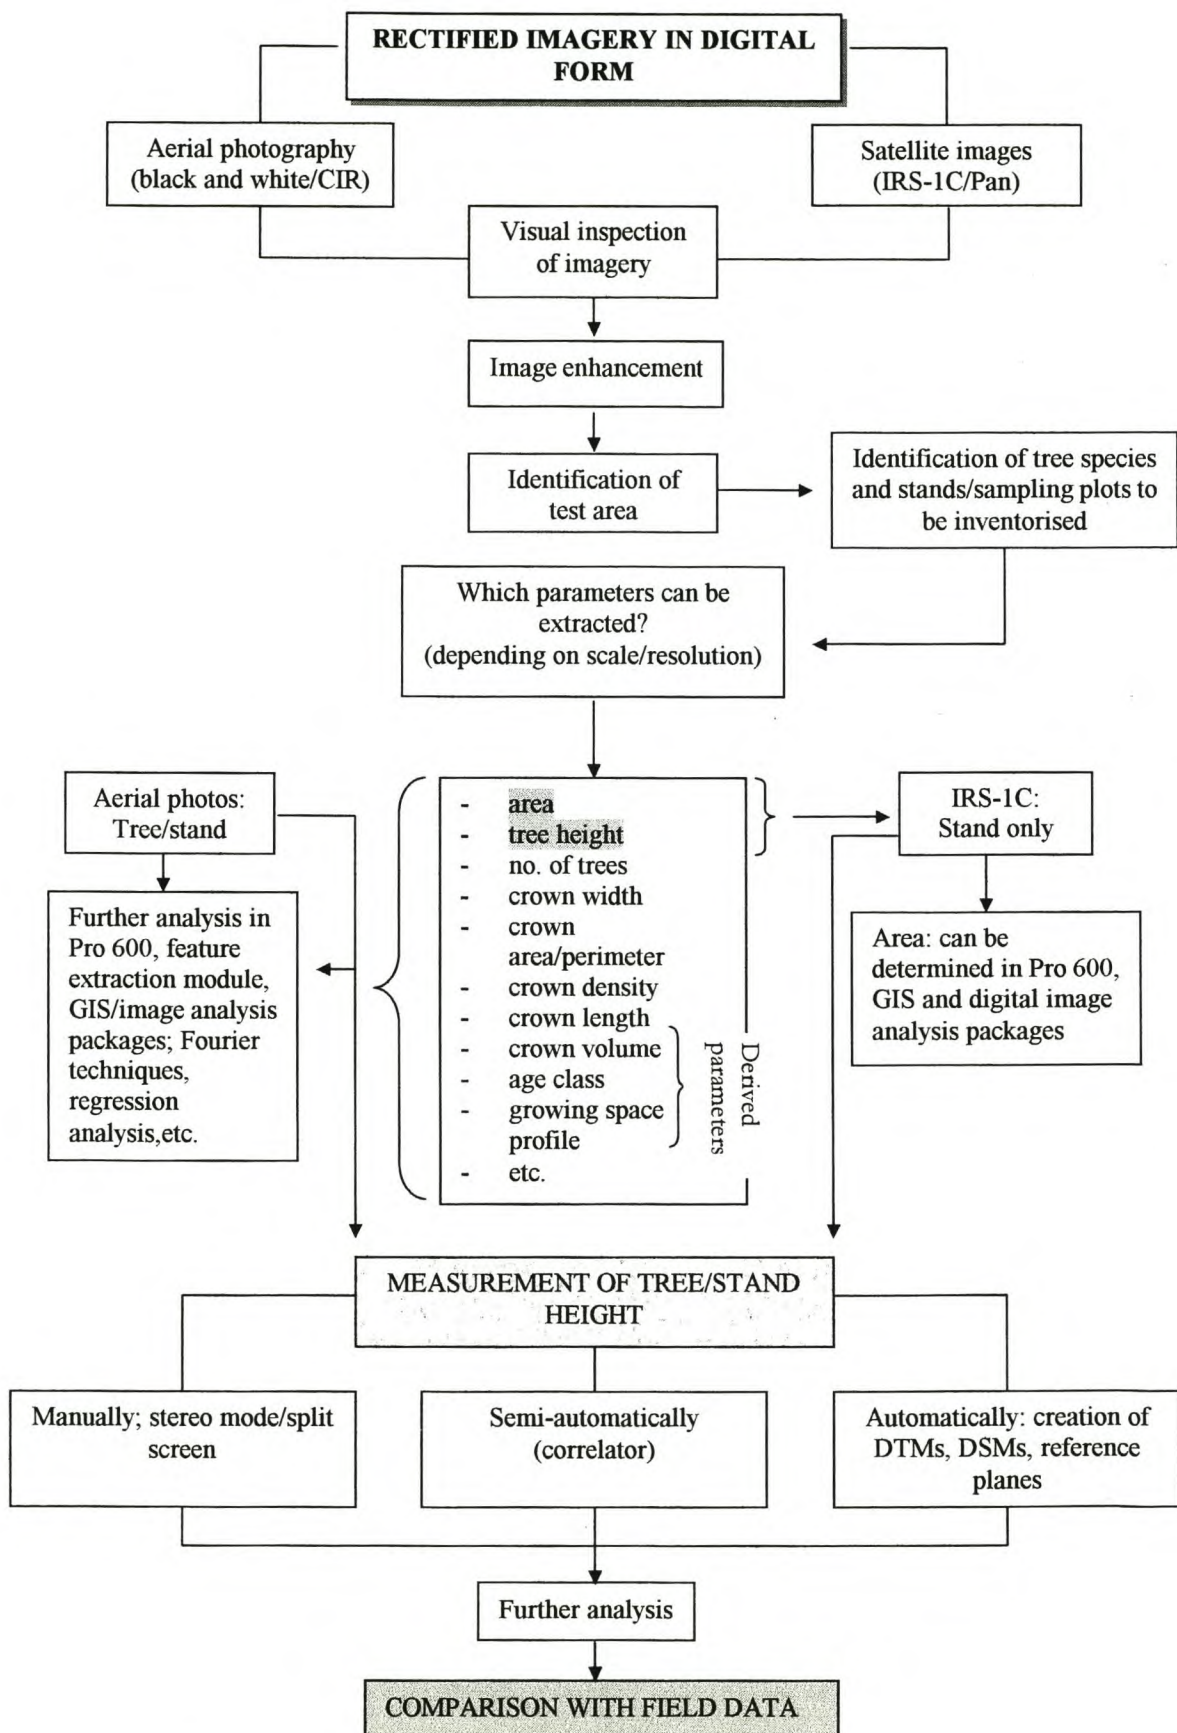 RECTIFIED IMAGERY IN DIGITAL
FORM
Aerial photography
(black and white/CIR)
Satellite images
(IRS-1C/Pan)
Visual inspection
of imagery
Image enhancement
Identification of
test area
Identification of tree species
and stands/sampling plots to
be inventorised
Which parameters can be
extracted?
(depending on scale/resolution)
Aerial photos:
Tree/stand
Further analysis in
Pro 600, feature
extraction module,
GIS/image analysis
packages; Fourier
techniques,
regression
analysis,etc.
- area
- tree height
- no. of trees
- crown width
- crown
area/perimeter
- crown density
- crown length
- crown volume
- age class
- growing space
profile
- etc.
Derived
parameters
IRS-1C:
Stand only
Area: can be
determined in Pro 600,
GIS and digital image
analysis packages
MEASUREMENT OF TREE/STAND
HEIGHT
Manually; stereo mode/split
screen
Semi-automatically
(correlator)
Automatically: creation of
DTMs, DSMs, reference
planes
Further analysis
COMPARISON WITH FIELD DATA